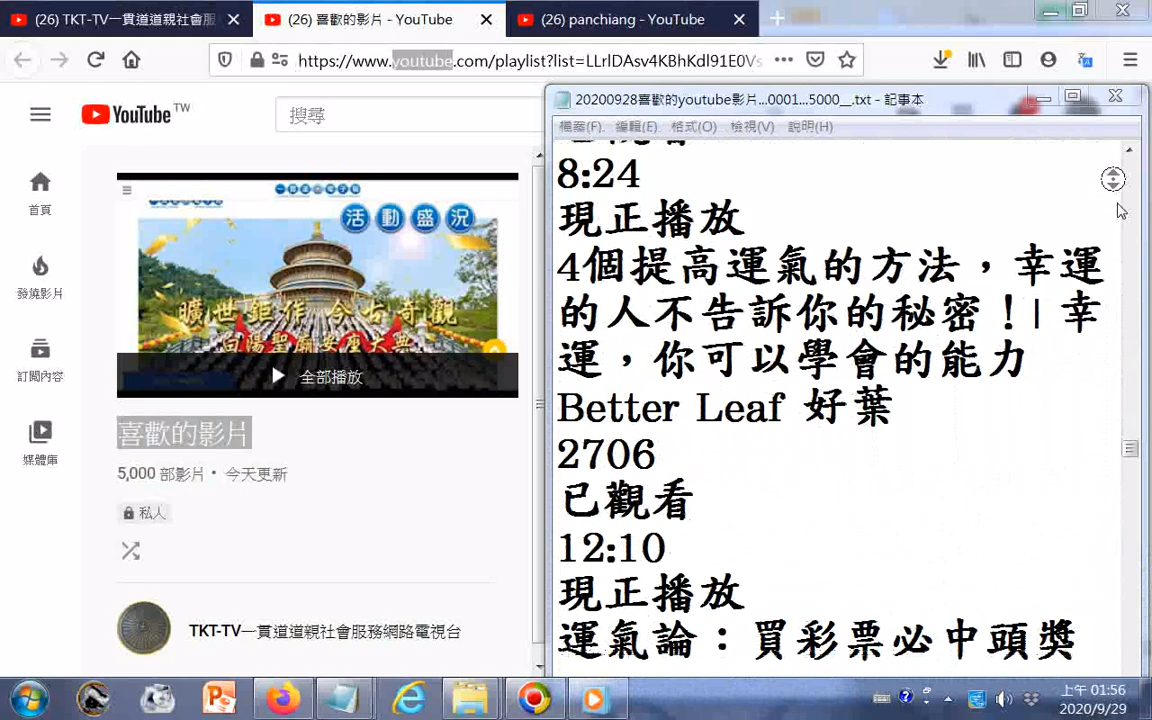 (26) TKT-TV一貫道道親社會服
(26) 喜歡的影片 - YouTube
(26) panchiang - YouTube
https://www.youtube.com/playlist?list=LLrlDAsv4KBhKdl91E0Vs
YouTube TW
搜尋
首頁
發燒影片
訂閱內容
媒體庫
活動盛況
曠世鉅作 今古奇觀
白陽聖廟安座大典
全部播放
喜歡的影片
5,000 部影片・今天更新
私人
TKT-TV一貫道道親社會服務網路電視台
20200928喜歡的youtube影片...0001...5000__.txt - 記事本
檔案(F) 編輯(E) 格式(O) 檢視(V) 說明(H)
8:24
現正播放
4個提高運氣的方法，幸運
的人不告訴你的秘密！| 幸
運，你可以學會的能力
Better Leaf 好葉
2706
已觀看
12:10
現正播放
運氣論：買彩票必中頭獎
上午 01:56
2020/9/29